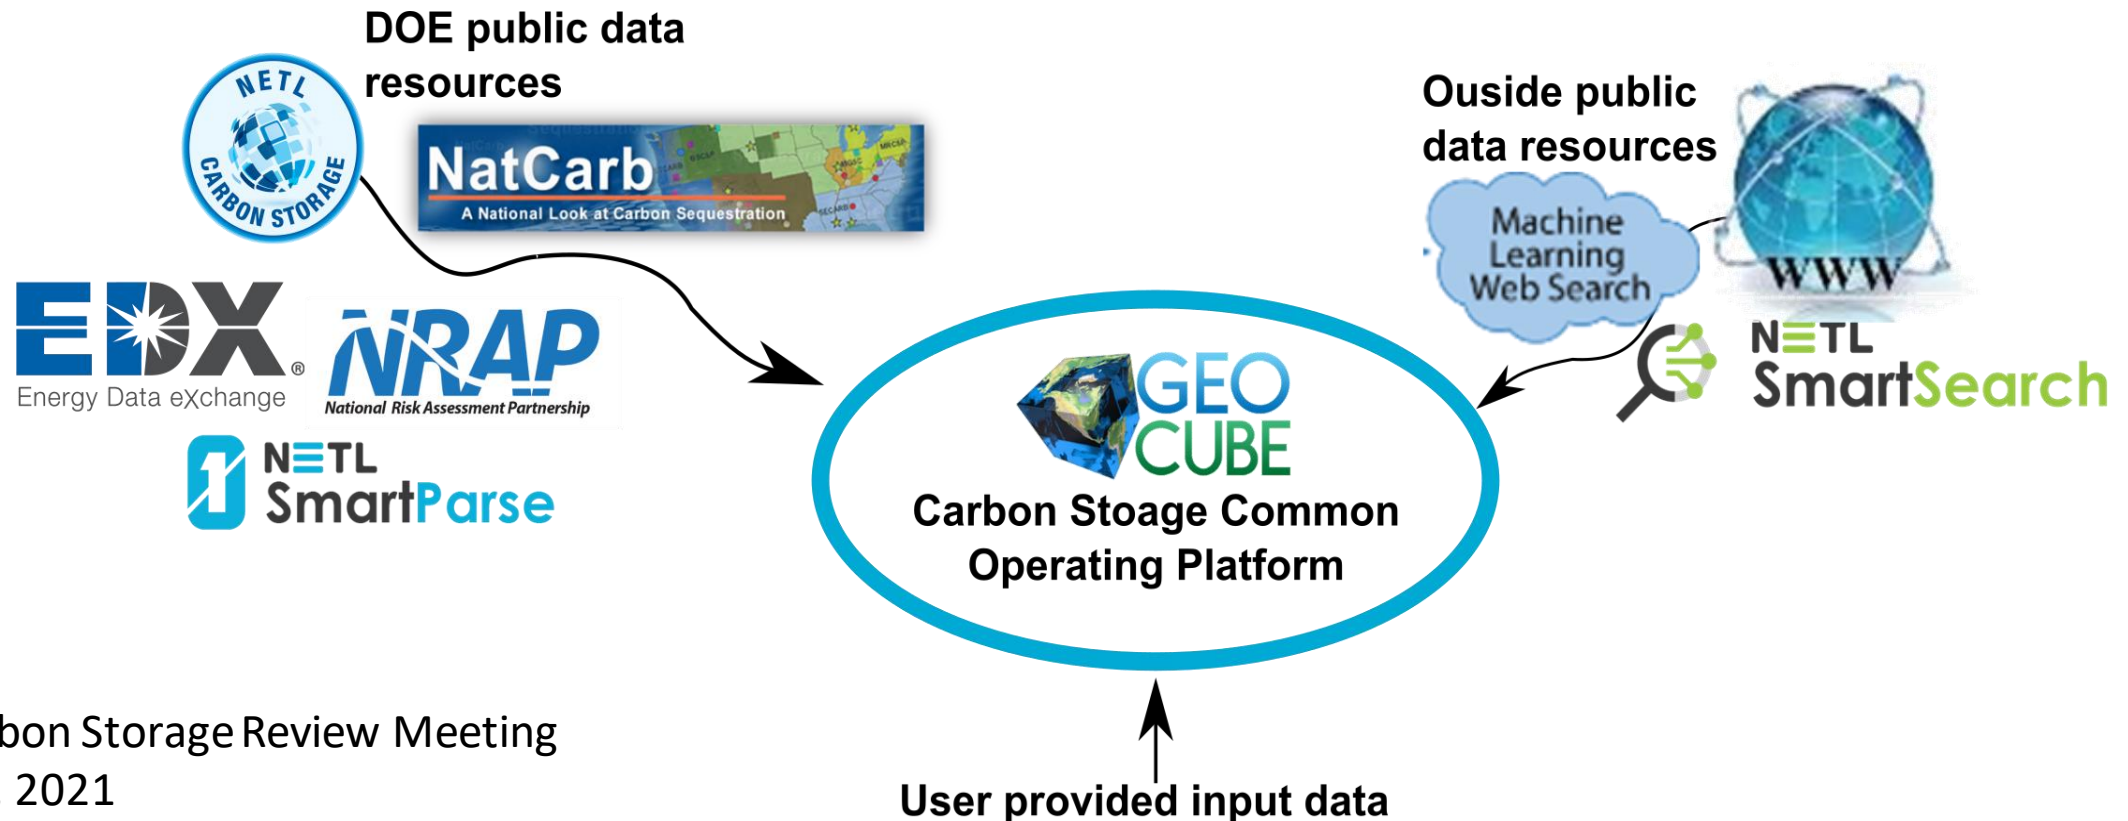 DOE public data
resources
NETL
CARBON STORAGE
NatCarb
A National Look at Carbon Sequestration
EDX®
Energy Data eXchange
NRAP
National Risk Assessment Partnership
NETL
SmartParse
Ouside public
data resources
Machine
Learning
Web Search
WWW
NETL
SmartSearch
GEO
CUBE
Carbon Stoage Common
Operating Platform
User provided input data
bon Storage Review Meeting
2021